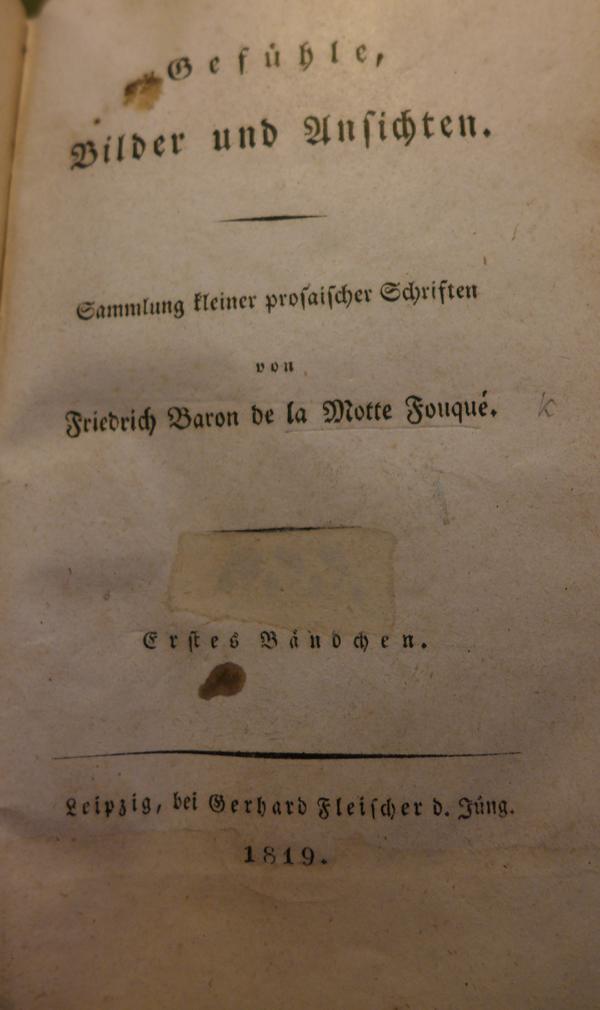 Gefühle,
Bilder und Ansichten.
Sammlung kleiner prosaischer Schriften
von
Friedrich Baron de la Motte Fouqué.
k
Erstes Bändchen.
Leipzig, bei Gerhard Fleischer d. Jüng.
1819.